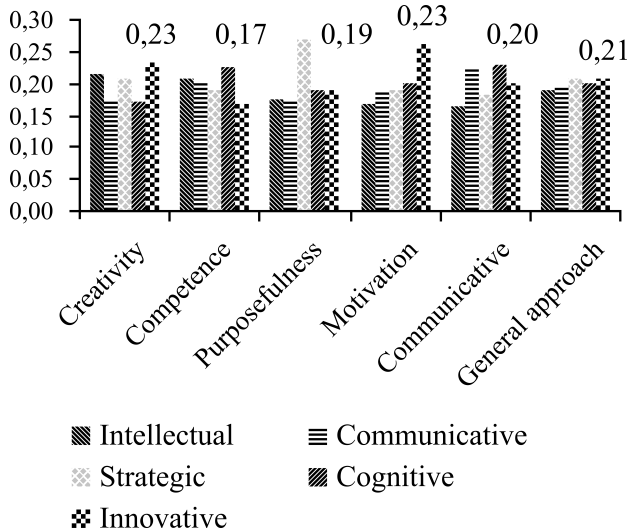 0,30
0,25
0,20
0,15
0,10
0,05
0,00
0,23
0,17
0,19
0,23
0,20
0,21
Creativity
Competence
Purposefulness
Motivation
Communicative
General approach
Intellectual
Communicative
Strategic
Cognitive
Innovative